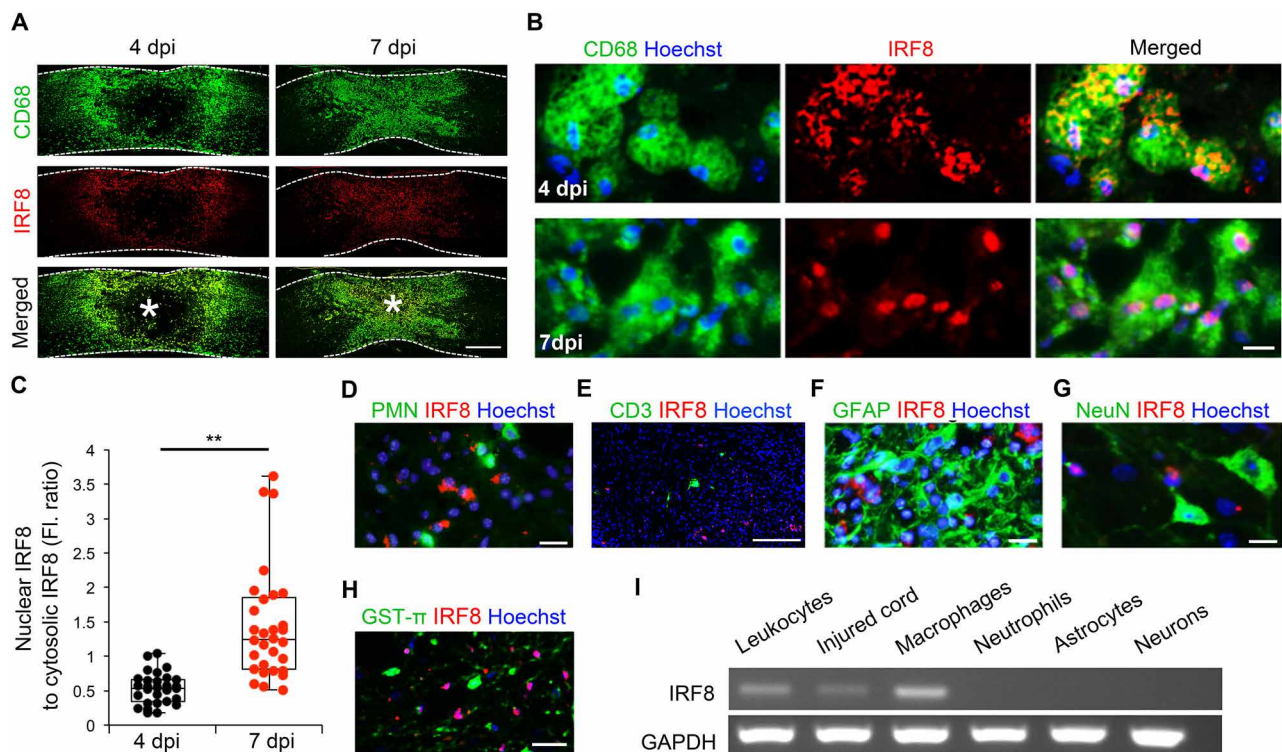 A
4 dpi
7 dpi
CD68
IRF8
Merged
*
*
B
CD68 Hoechst
IRF8
Merged
4 dpi
7dpi
C
**
Nuclear IRF8
to cytosolic IRF8 (Fl. ratio)
4
3.5
3
2.5
2
1.5
1
0.5
0
4 dpi
7 dpi
D
PMN IRF8 Hoechst
E
CD3 IRF8 Hoechst
F
GFAP IRF8 Hoechst
G
NeuN IRF8 Hoechst
H
GST-π IRF8 Hoechst
I
Leukocytes
Injured cord
Macrophages
Neutrophils
Astrocytes
Neurons
IRF8
GAPDH